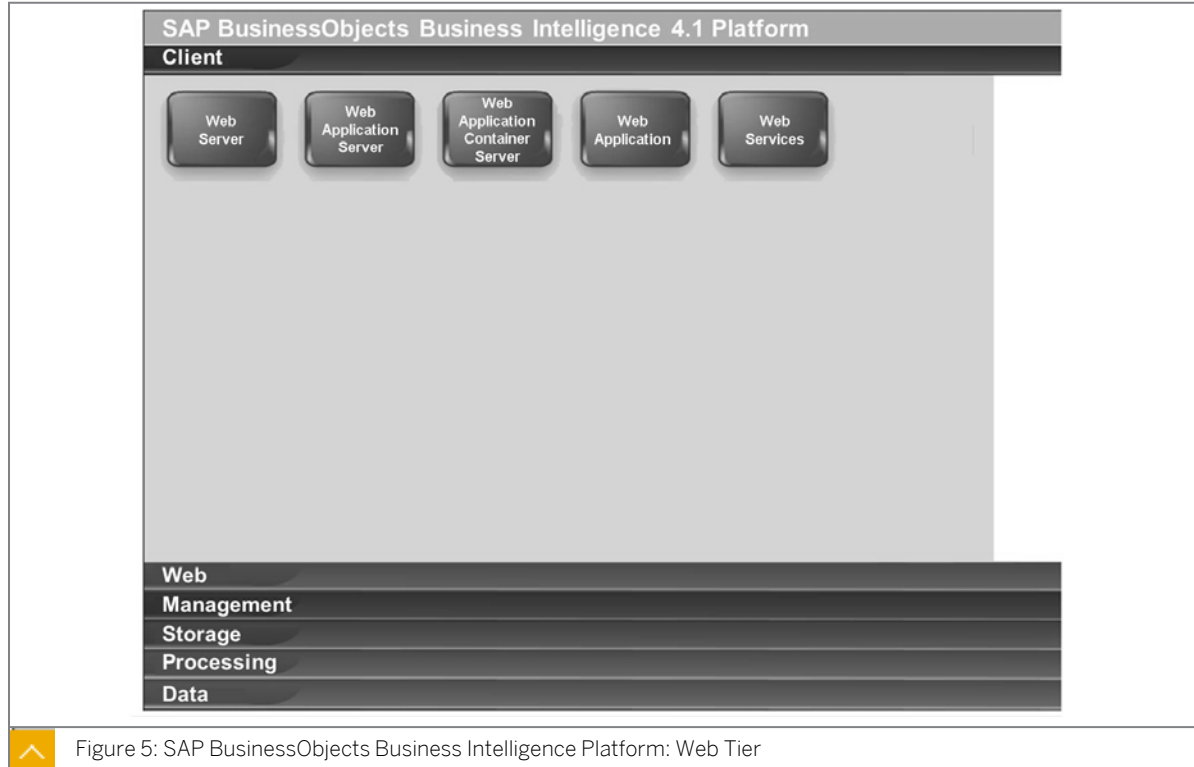 SAP BusinessObjects Business Intelligence 4.1 Platform
Client
Web
Server
Web
Application
Server
Web
Application
Container
Server
Web
Application
Web
Services
Web
Management
Storage
Processing
Data
Figure 5: SAP BusinessObjects Business Intelligence Platform: Web Tier